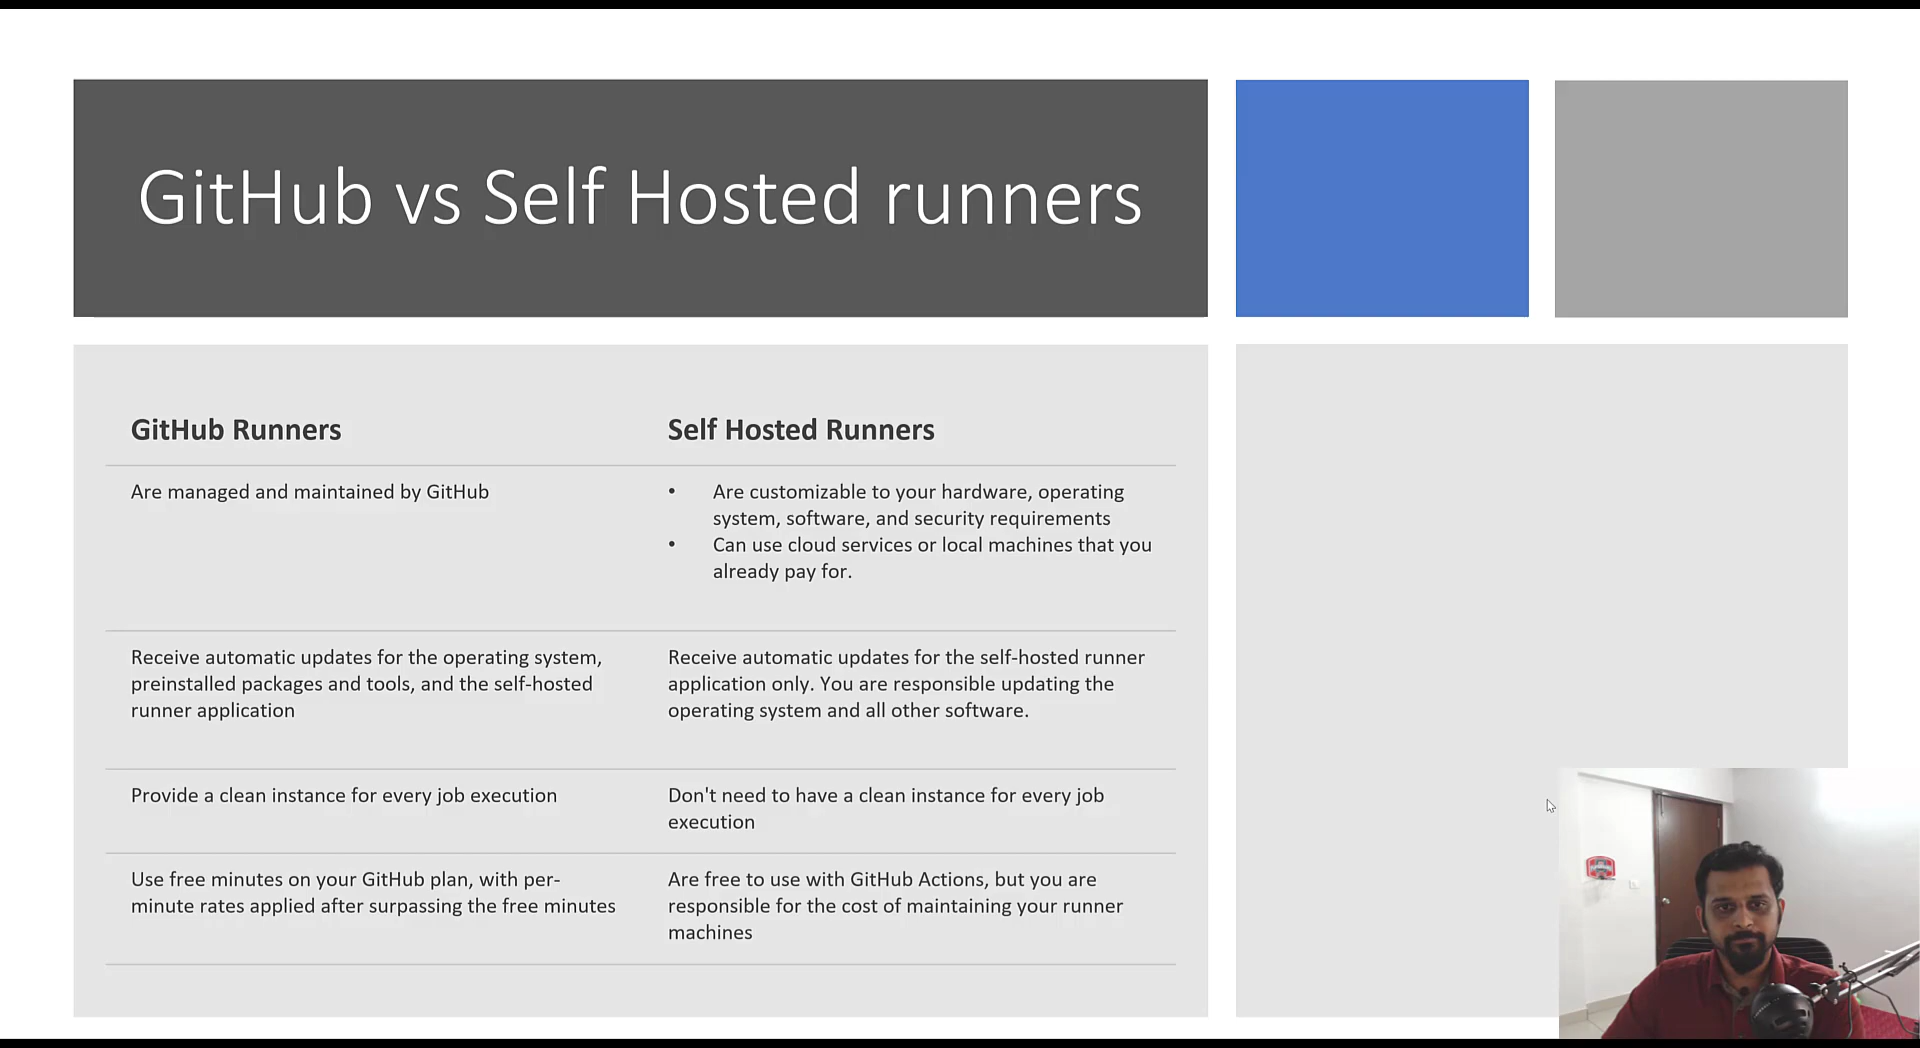 GitHub vs Self Hosted runners
GitHub Runners
Self Hosted Runners
Are managed and maintained by GitHub
• Are customizable to your hardware, operating
system, software, and security requirements
• Can use cloud services or local machines that you
already pay for.
Receive automatic updates for the operating system,
preinstalled packages and tools, and the self-hosted
runner application
Receive automatic updates for the self-hosted runner
application only. You are responsible updating the
operating system and all other software.
Provide a clean instance for every job execution
Don't need to have a clean instance for every job
execution
Use free minutes on your GitHub plan, with per-
minute rates applied after surpassing the free minutes
Are free to use with GitHub Actions, but you are
responsible for the cost of maintaining your runner
machines